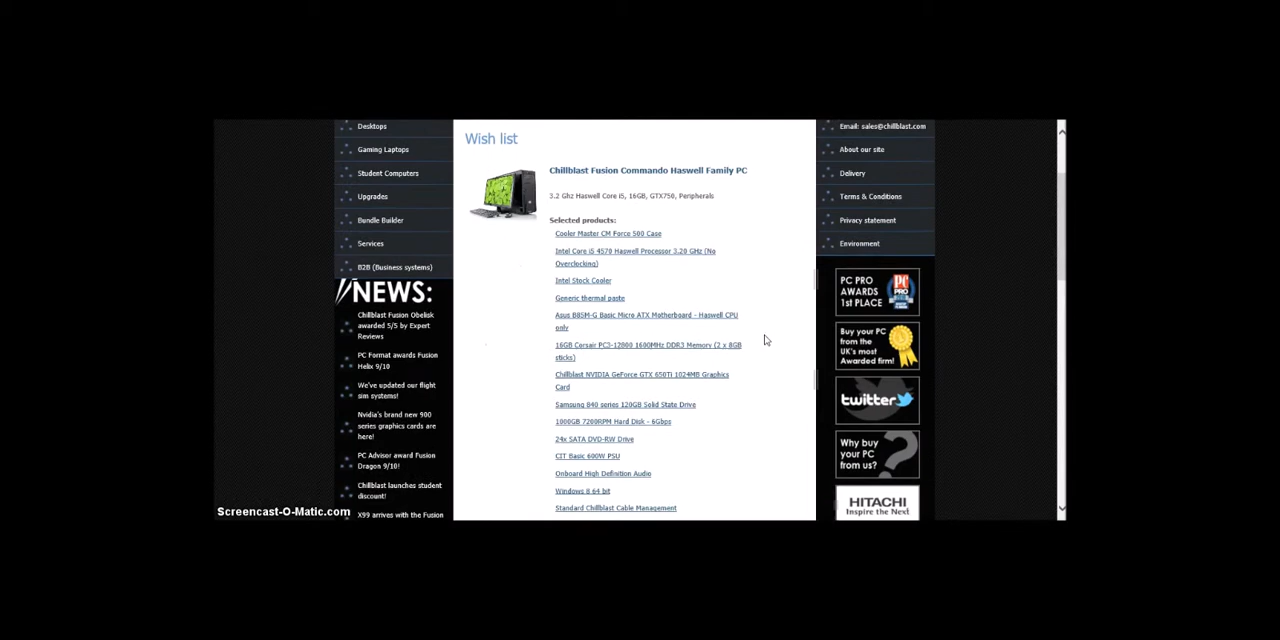 Desktops
Gaming Laptops
Student Computers
Upgrades
Bundle Builder
Services
B2B (Business systems)
NEWS:
Chillblast Fusion Obelisk
awarded 5/5 by Expert
Reviews
PC Format awards Fusion
Helix 9/10
We've updated our flight
sim systems!
Nvidia's brand new 900
series graphics cards are
here!
PC Advisor award Fusion
Dragon 9/10!
Chillblast launches student
discount!
X99 arrives with the Fusion
Wish list
Chillblast Fusion Commando Haswell Family PC
3.2 Ghz Haswell Core i5, 16GB, GTX750, Peripherals
Selected products:
Cooler Master CM Force 500 Case
Intel Core i5 4570 Haswell Processor 3.20 GHz (No
Overclocking)
Intel Stock Cooler
Generic thermal paste
Asus B85M-G Basic Micro ATX Motherboard - Haswell CPU
only
16GB Corsair PC3-12800 1600MHz DDR3 Memory (2 x 8GB
sticks)
Chillblast NVIDIA GeForce GTX 650Ti 1024MB Graphics
Card
Samsung 840 series 120GB Solid State Drive
1000GB 7200RPM Hard Disk - 6Gbps
24x SATA DVD-RW Drive
CIT Basic 600W PSU
Onboard High Definition Audio
Windows 8 64 bit
Standard Chillblast Cable Management
Email: sales@chillblast.com
About our site
Delivery
Terms & Conditions
Privacy statement
Environment
PC PRO
AWARDS
1ST PLACE
PC
PRO
Buy your PC
from the
UK's most
Awarded firm!
twitter
Why buy
your PC
from us?
HITACHI
Inspire the Next
Screencast-O-Matic.com